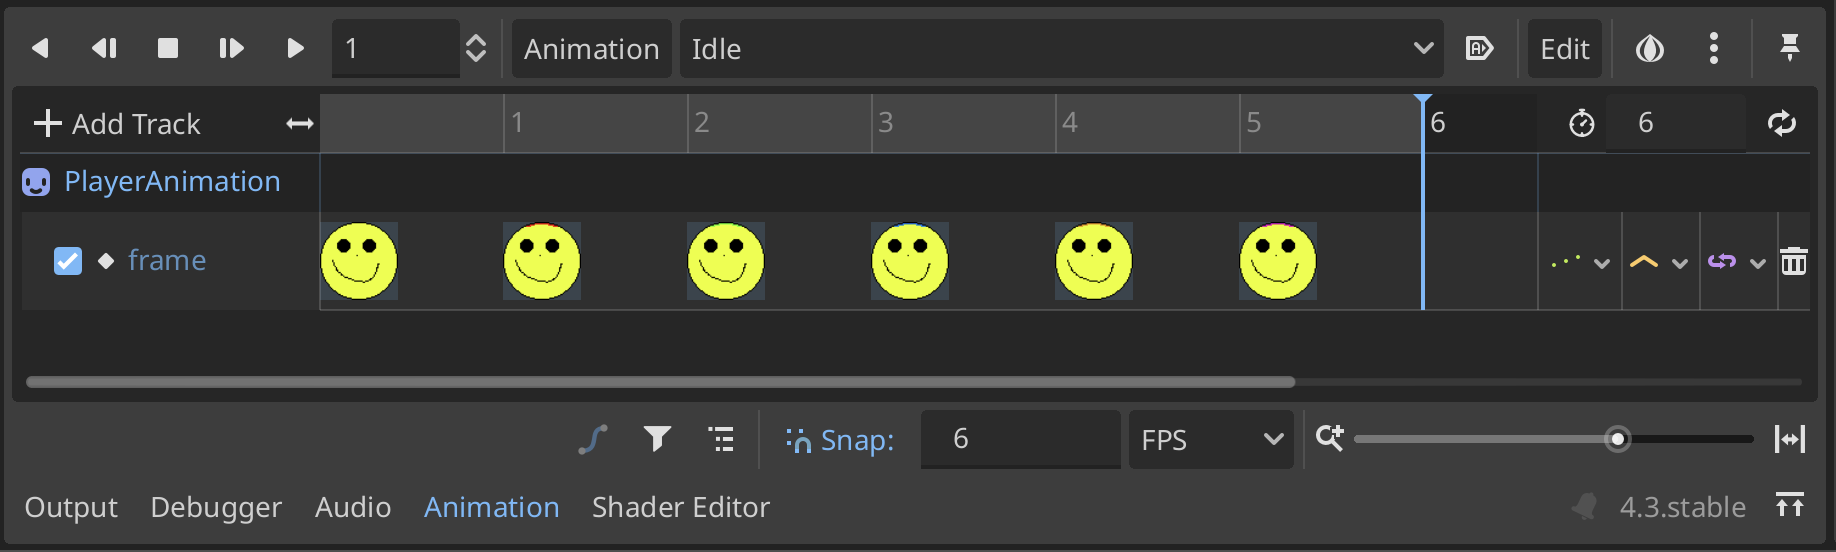 1 Animation Idle Edit
Add Track 1 2 3 4 5 6 6
PlayerAnimation
frame
Snap: 6 FPS
Output Debugger Audio Animation Shader Editor 4.3.stable